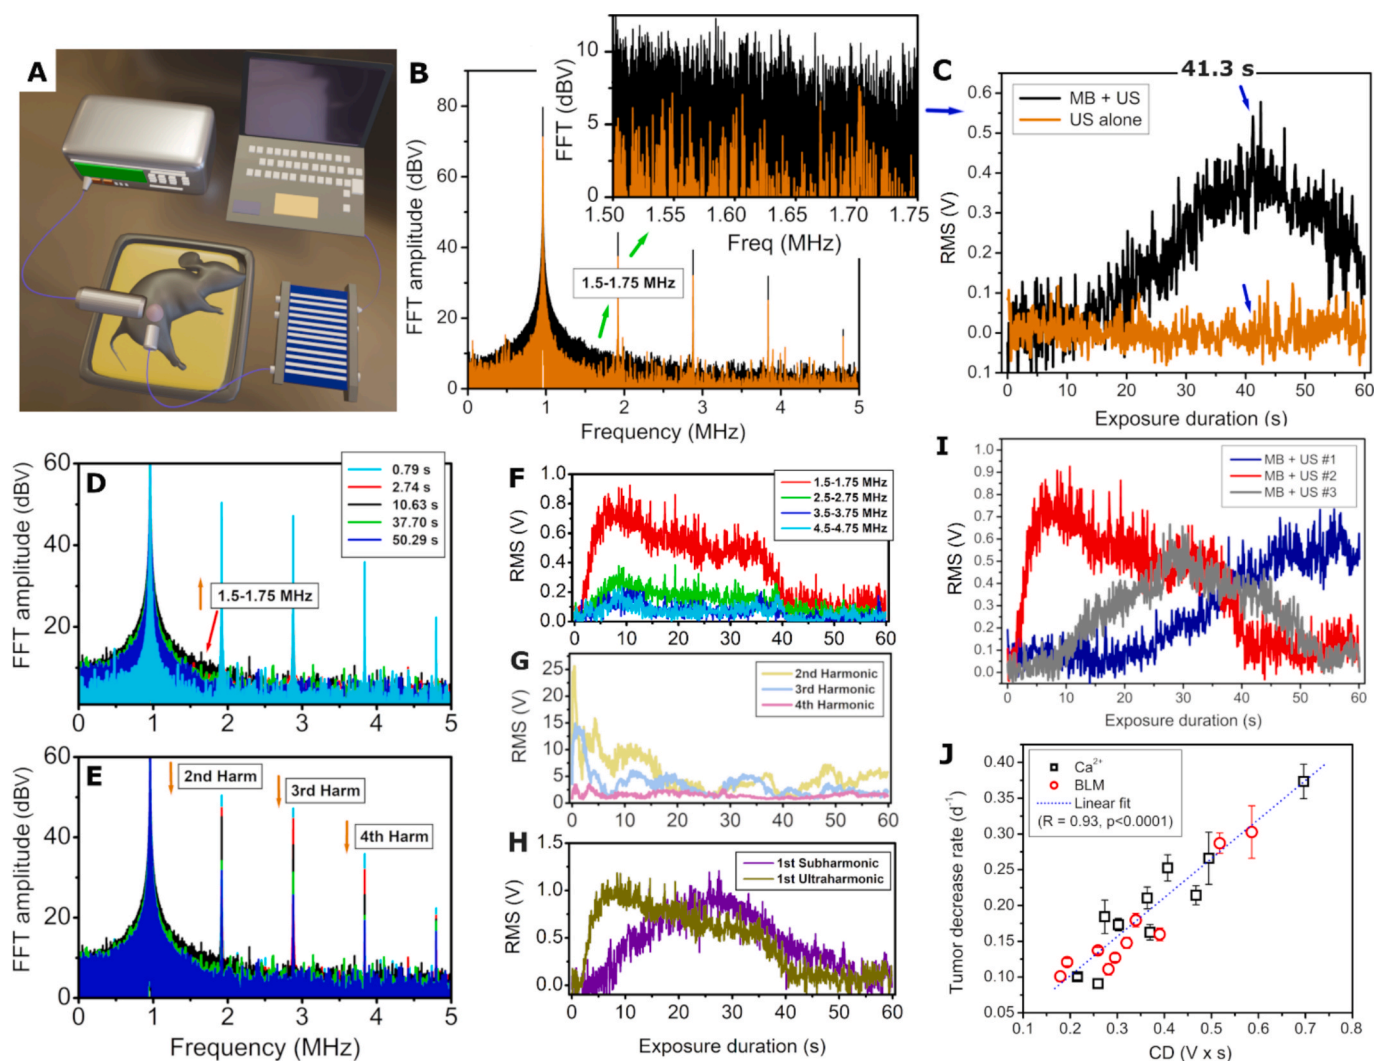 A
B
FFT amplitude (dBV)
80
60
40
20
0
0 1 2 3 4 5
Frequency (MHz)
1.5-1.75 MHz
FFT (dBV)
10
5
0
1.50 1.55 1.60 1.65 1.70 1.75
Freq (MHz)
C
41.3 s
MB + US
US alone
RMS (V)
0.6
0.5
0.4
0.3
0.2
0.1
0.0
0.1
0 10 20 30 40 50 60
Exposure duration (s)
D
FFT amplitude (dBV)
60
40
20
0.79 s
2.74 s
10.63 s
37.70 s
50.29 s
1.5-1.75 MHz
0 1 2 3 4 5
E
FFT amplitude (dBV)
60
40
20
0
2nd Harm
3rd Harm
4th Harm
0 1 2 3 4 5
Frequency (MHz)
F
RMS (V)
1.0
0.8
0.6
0.4
0.2
0.0
1.5-1.75 MHz
2.5-2.75 MHz
3.5-3.75 MHz
4.5-4.75 MHz
0 10 20 30 40 50 60
G
RMS (V)
25
20
15
10
5
0
2nd Harmonic
3rd Harmonic
4th Harmonic
0 10 20 30 40 50 60
H
RMS (V)
1.5
1.0
0.5
0.0
1st Subharmonic
1st Ultraharmonic
0 10 20 30 40 50 60
Exposure duration (s)
I
RMS (V)
1.0
0.9
0.8
0.7
0.6
0.5
0.4
0.3
0.2
0.1
0.0
MB + US #1
MB + US #2
MB + US #3
0 10 20 30 40 50 60
Exposure duration (s)
J
Tumor decrease rate (d⁻¹)
0.40
0.35
0.30
0.25
0.20
0.15
0.10
0.05
Ca²⁺
BLM
Linear fit
(R = 0.93, p<0.0001)
0.1 0.2 0.3 0.4 0.5 0.6 0.7 0.8
CD (V x s)